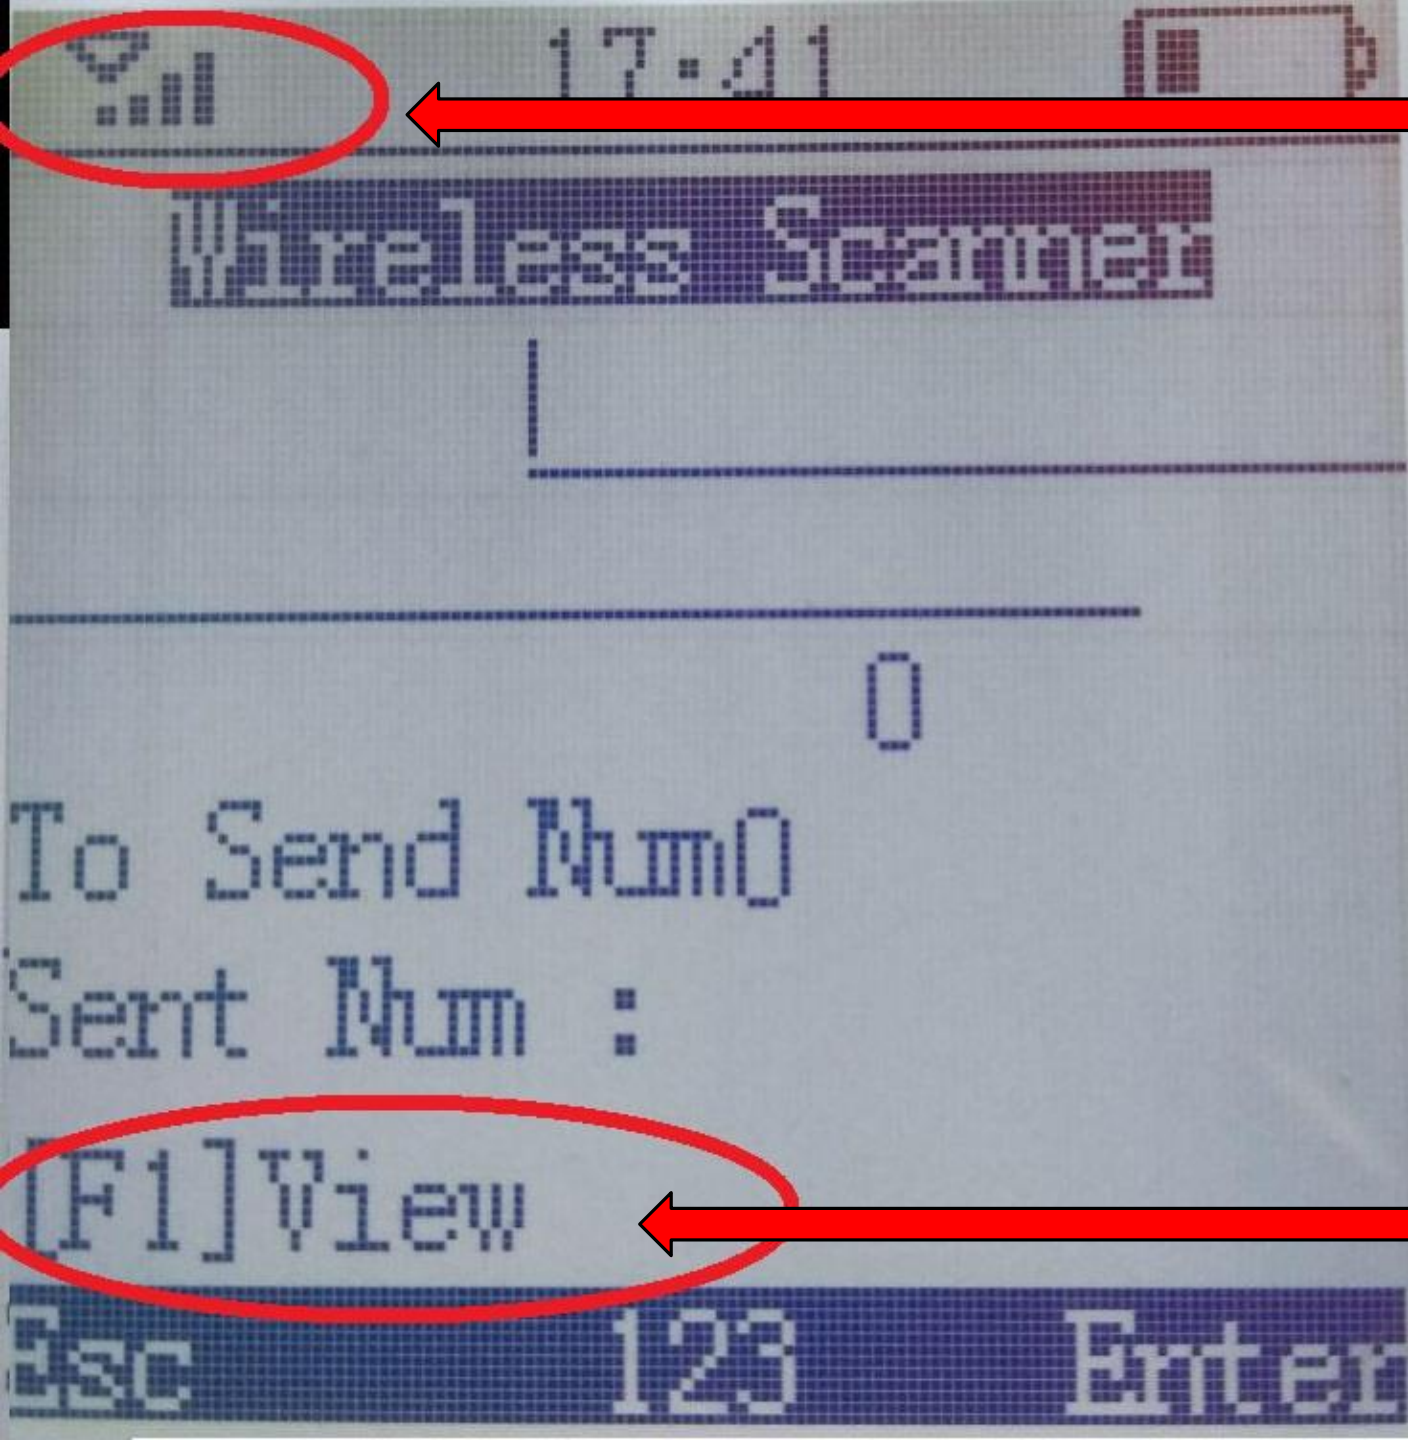 17:41
Wireless Scanner
0
To Send Num0
Sent Num :
[F1]View
Esc 123 Enter